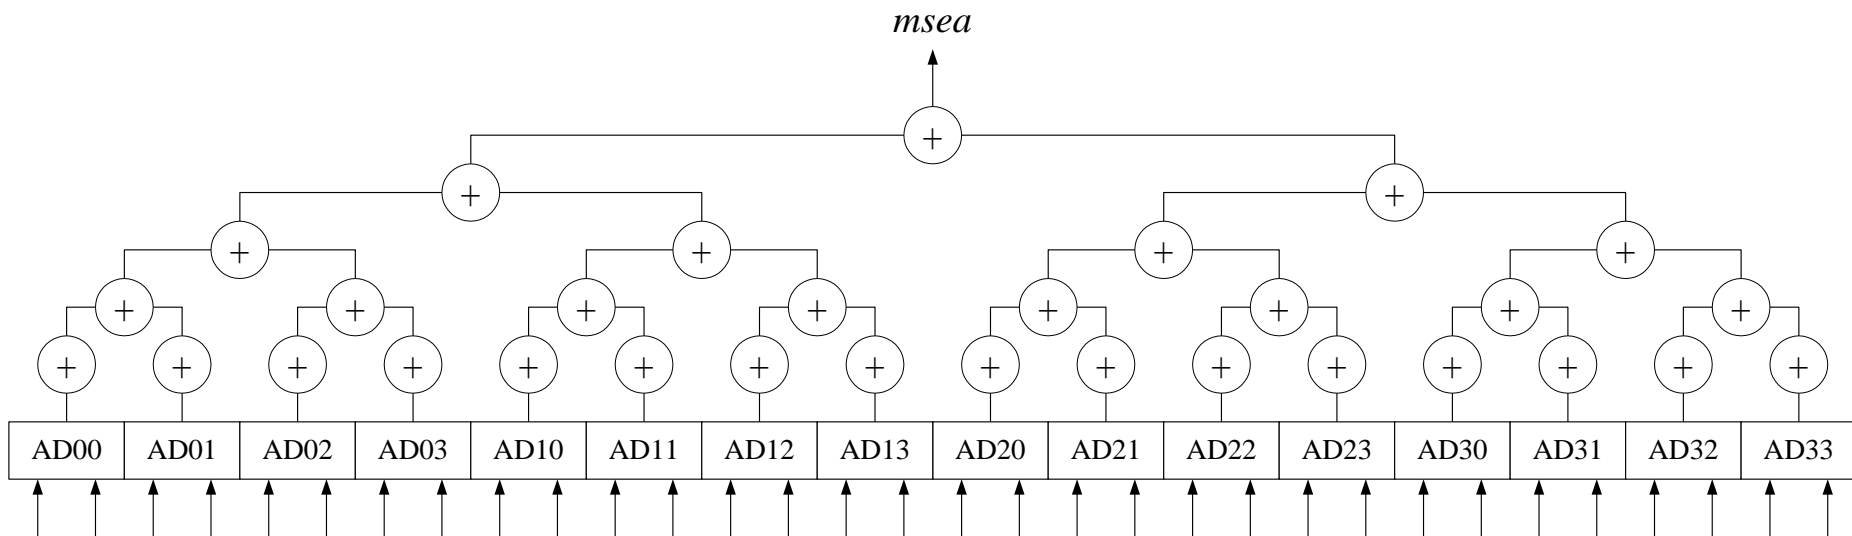 msea
+
+ +
+ + + +
+ + + + + + + +
+ + + + + + + + + + + + + + + +
AD00 AD01 AD02 AD03 AD10 AD11 AD12 AD13 AD20 AD21 AD22 AD23 AD30 AD31 AD32 AD33